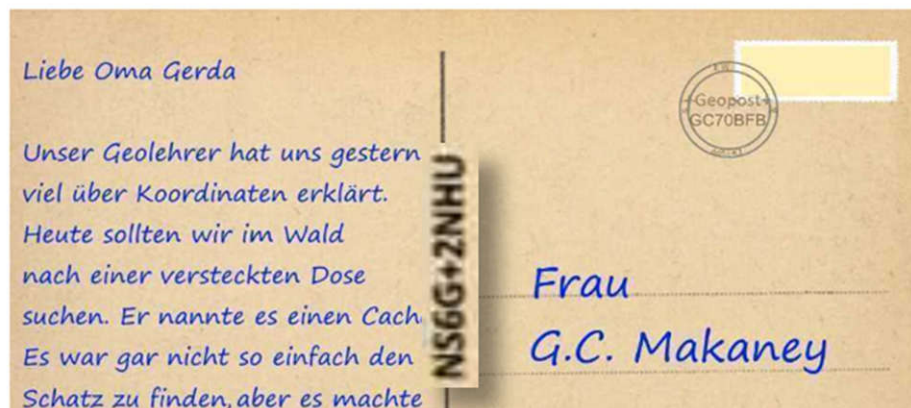 Liebe Oma Gerda
Unser Geolehrer hat uns gestern
viel über Koordinaten erklärt.
Heute sollten wir im Wald
nach einer versteckten Dose
suchen. Er nannte es einen Cach
Es war gar nicht so einfach den
Schatz zu finden, aber es machte
NS6G+2NHU
Geopost
GC70BFB
Frau
G.C. Makaney